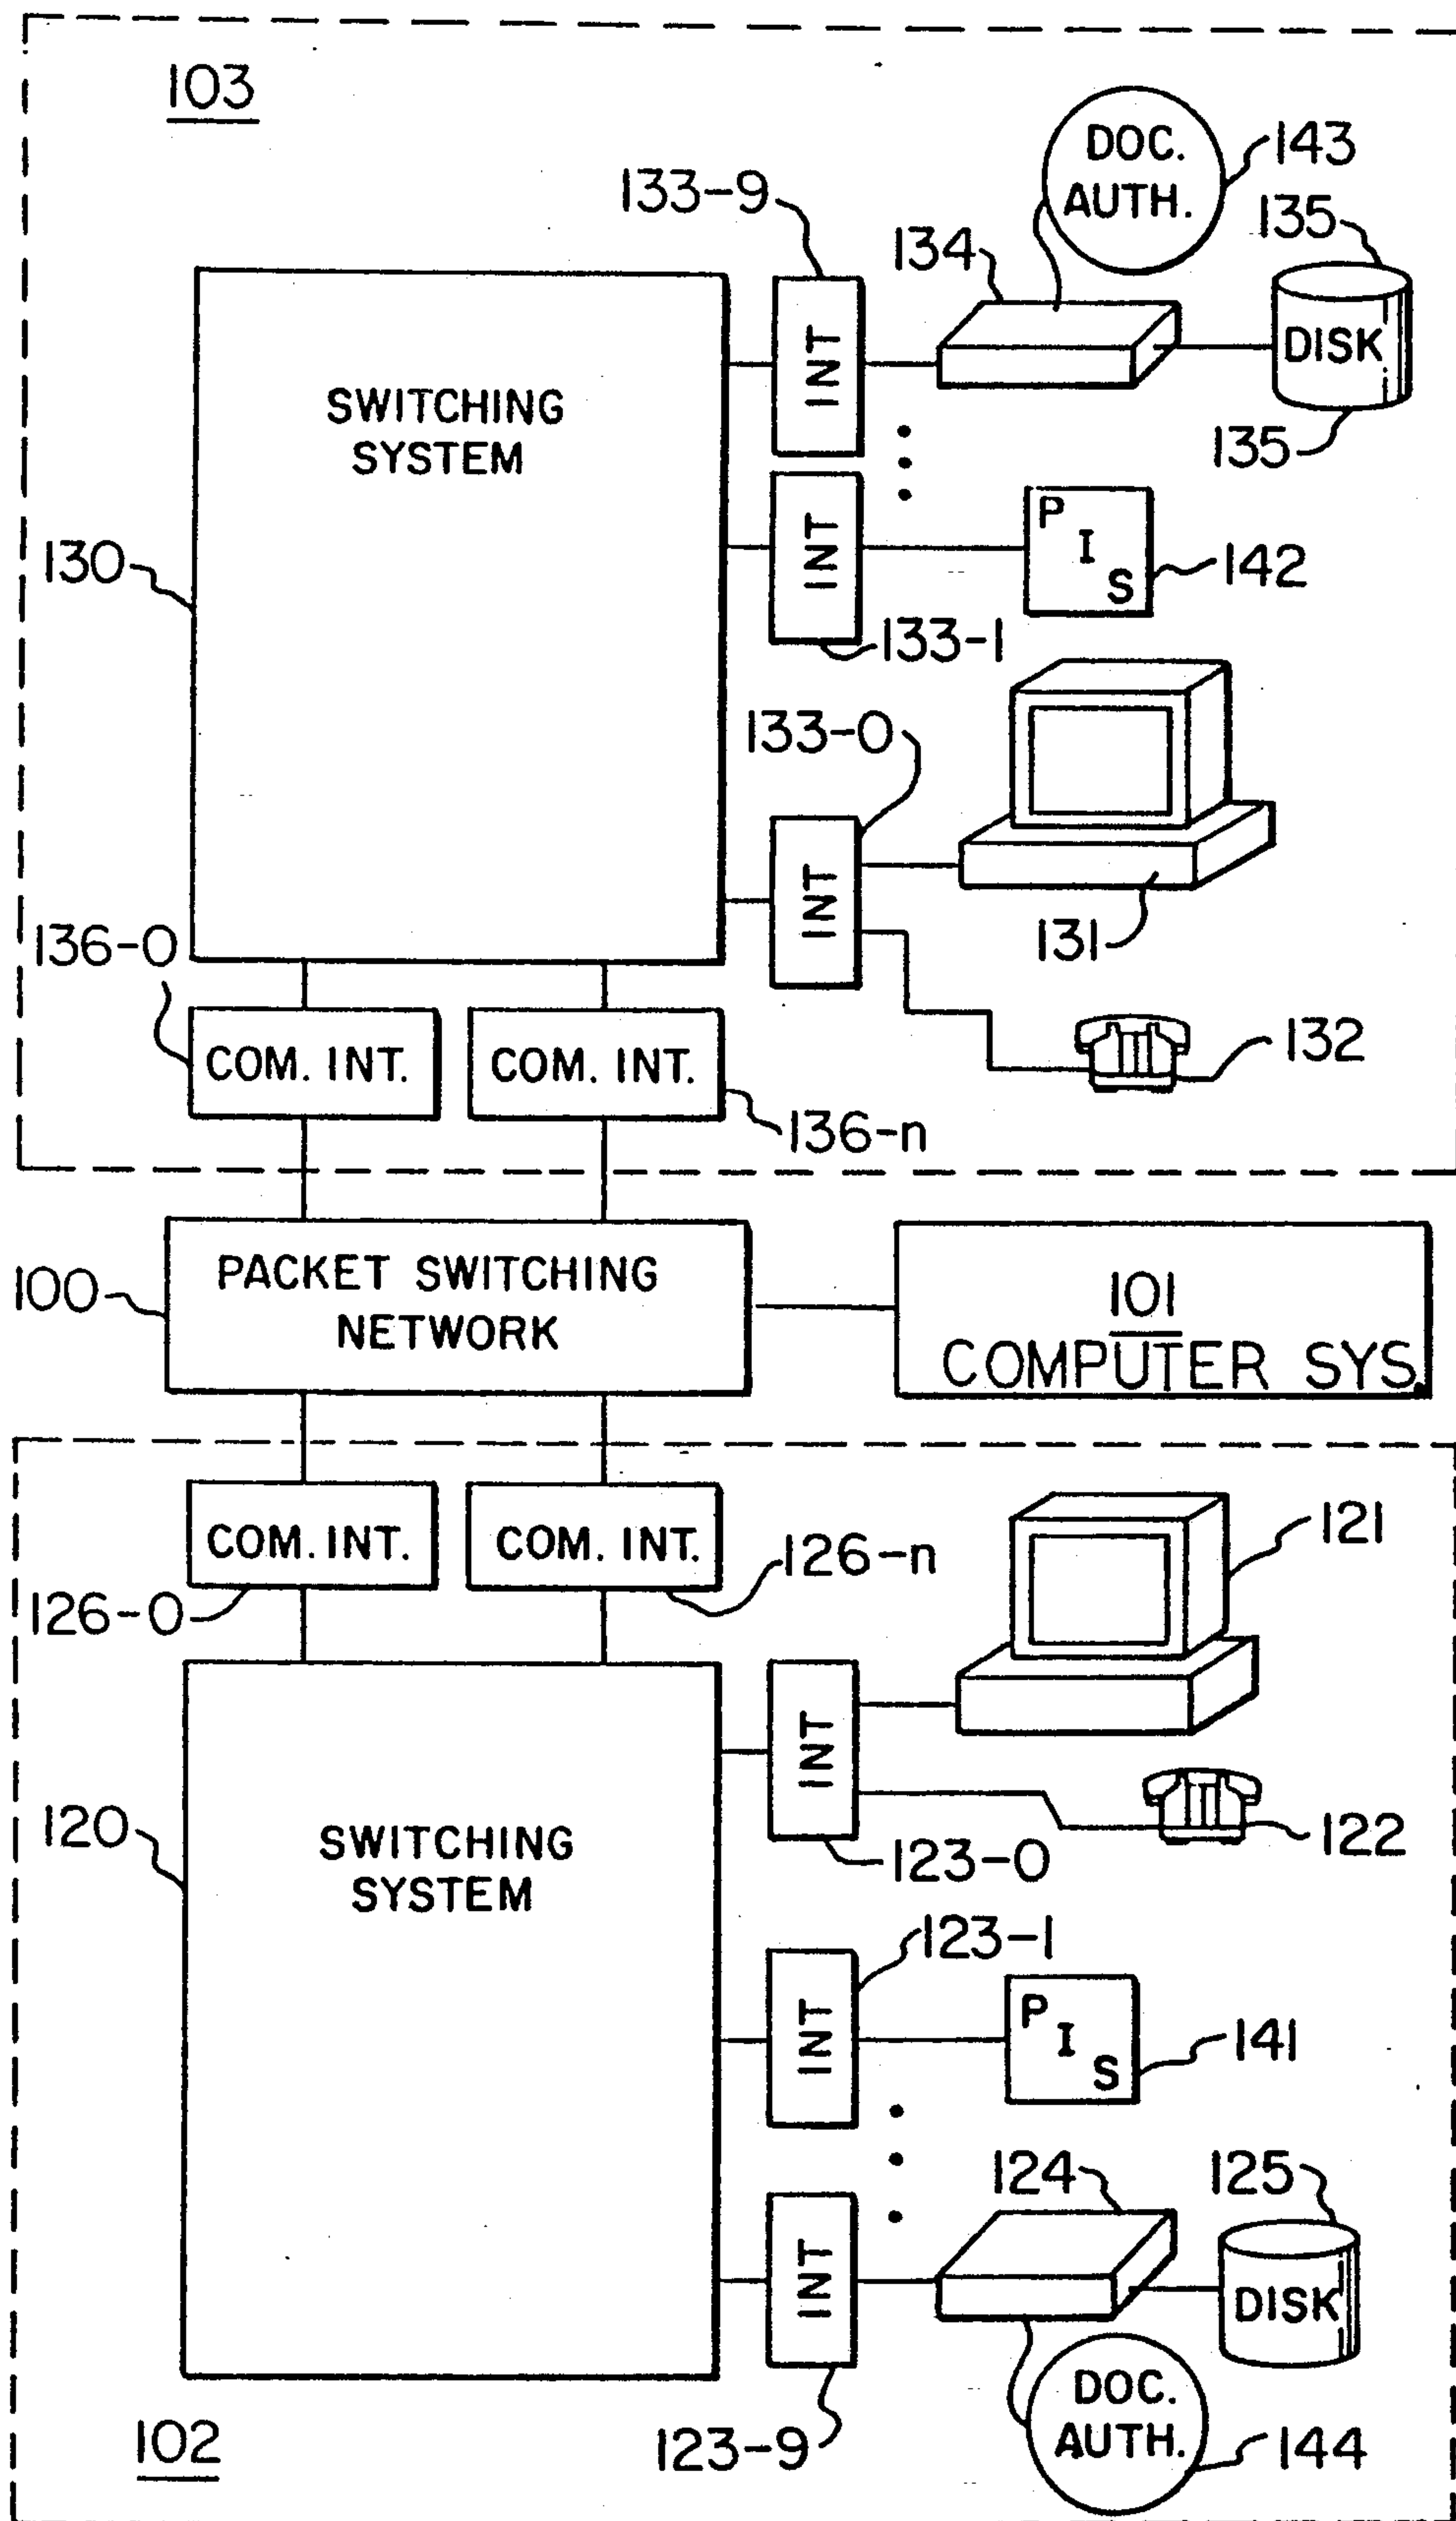 103
DOC.
AUTH.
143
133-9
134
135
INT
DISK
SWITCHING
SYSTEM
135
130
INT
P
I
S
142
133-1
133-0
INT
131
136-0
132
COM. INT.
COM. INT.
136-n
100
PACKET SWITCHING
NETWORK
101
COMPUTER SYS.
COM. INT.
COM. INT.
126-0
126-n
121
INT
120
SWITCHING
SYSTEM
122
123-0
123-1
INT
P
I
S
141
124
125
INT
DISK
DOC.
AUTH.
123-9
144
102